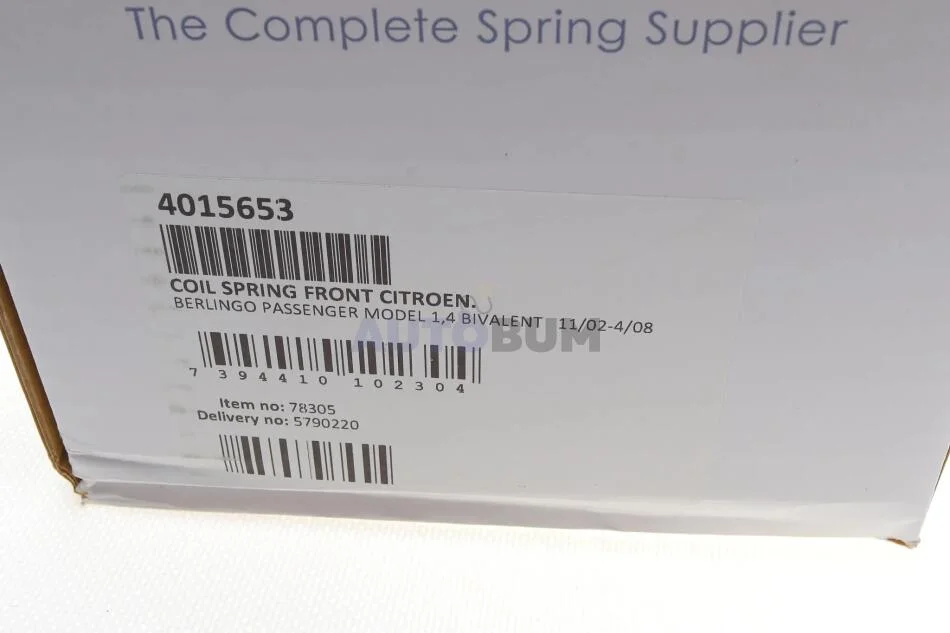 The Complete Spring Supplier
4015653
COIL SPRING FRONT CITROEN.
BERLINGO PASSENGER MODEL 1,4 BIVALENT 11/02-4/08
AUTOBUM
7 394410 102304
Item no: 78305
Delivery no: 5790220